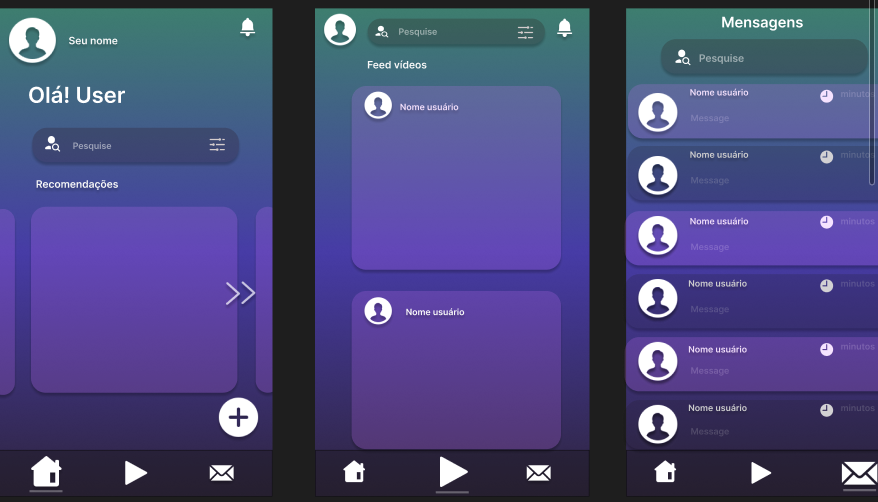 Seu nome
Olá! User
Pesquise
Recomendações
Pesquise
Feed vídeos
Nome usuário
Nome usuário
Mensagens
Pesquise
Nome usuário
minutos
Message
Nome usuário
minutos
Message
Nome usuário
minutos
Message
Nome usuário
minutos
Message
Nome usuário
minutos
Message
Nome usuário
minutos
Message